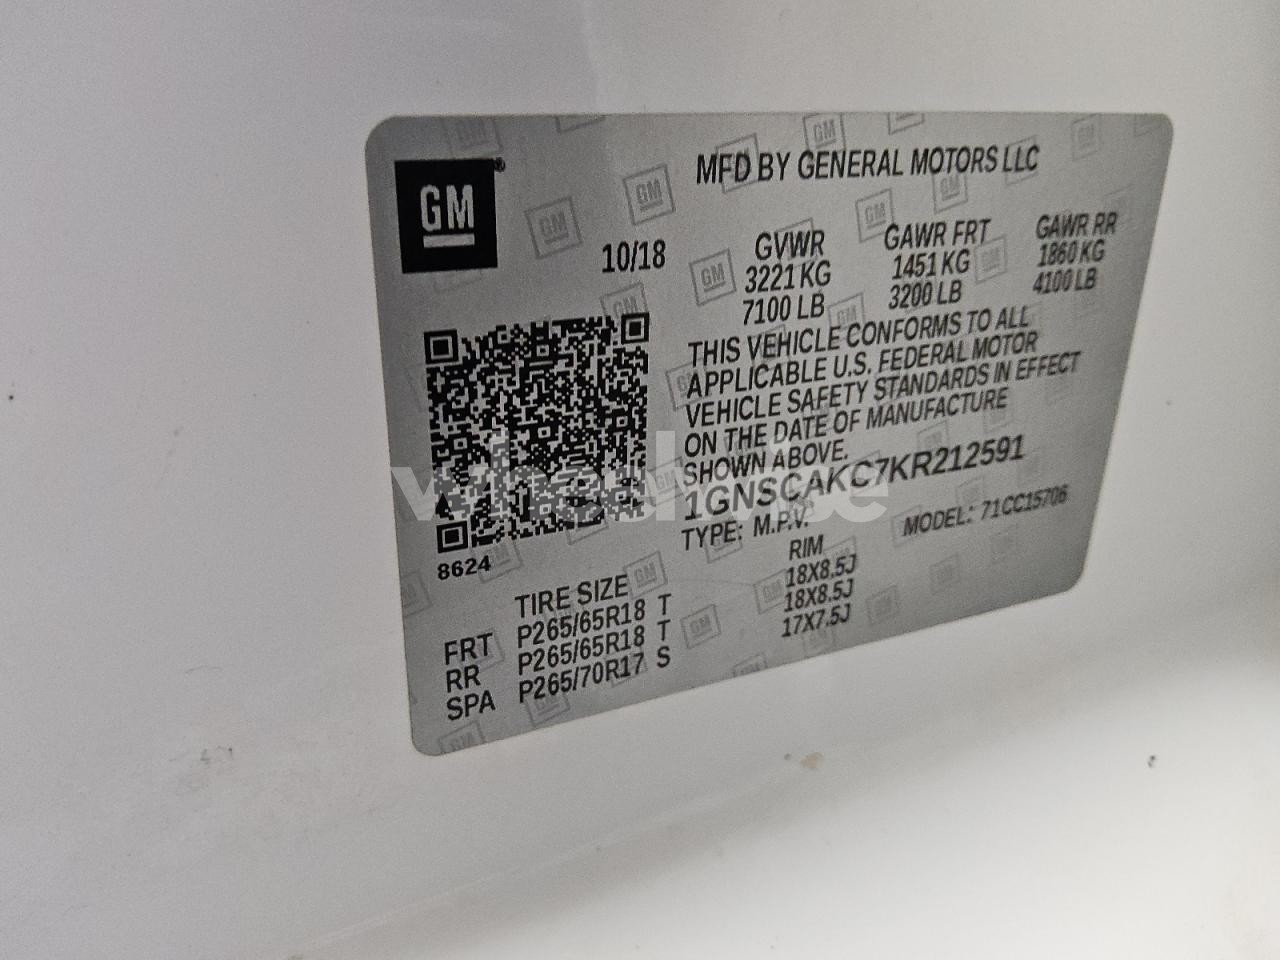 GM
MFD BY GENERAL MOTORS LLC
10/18
GVWR GAWR FRT GAWR RR
3221 KG 1451 KG 1860 KG
7100 LB 3200 LB 4100 LB
THIS VEHICLE CONFORMS TO ALL
APPLICABLE U.S. FEDERAL MOTOR
VEHICLE SAFETY STANDARDS IN EFFECT
ON THE DATE OF MANUFACTURE
SHOWN ABOVE.
1GNSCAKC7KR212591
TYPE: M.P.V. MODEL: 71CC15706
8624
TIRE SIZE RIM
FRT P265/65R18 T 18X8.5J
RR P265/65R18 T 18X8.5J
SPA P265/70R17 S 17X7.5J